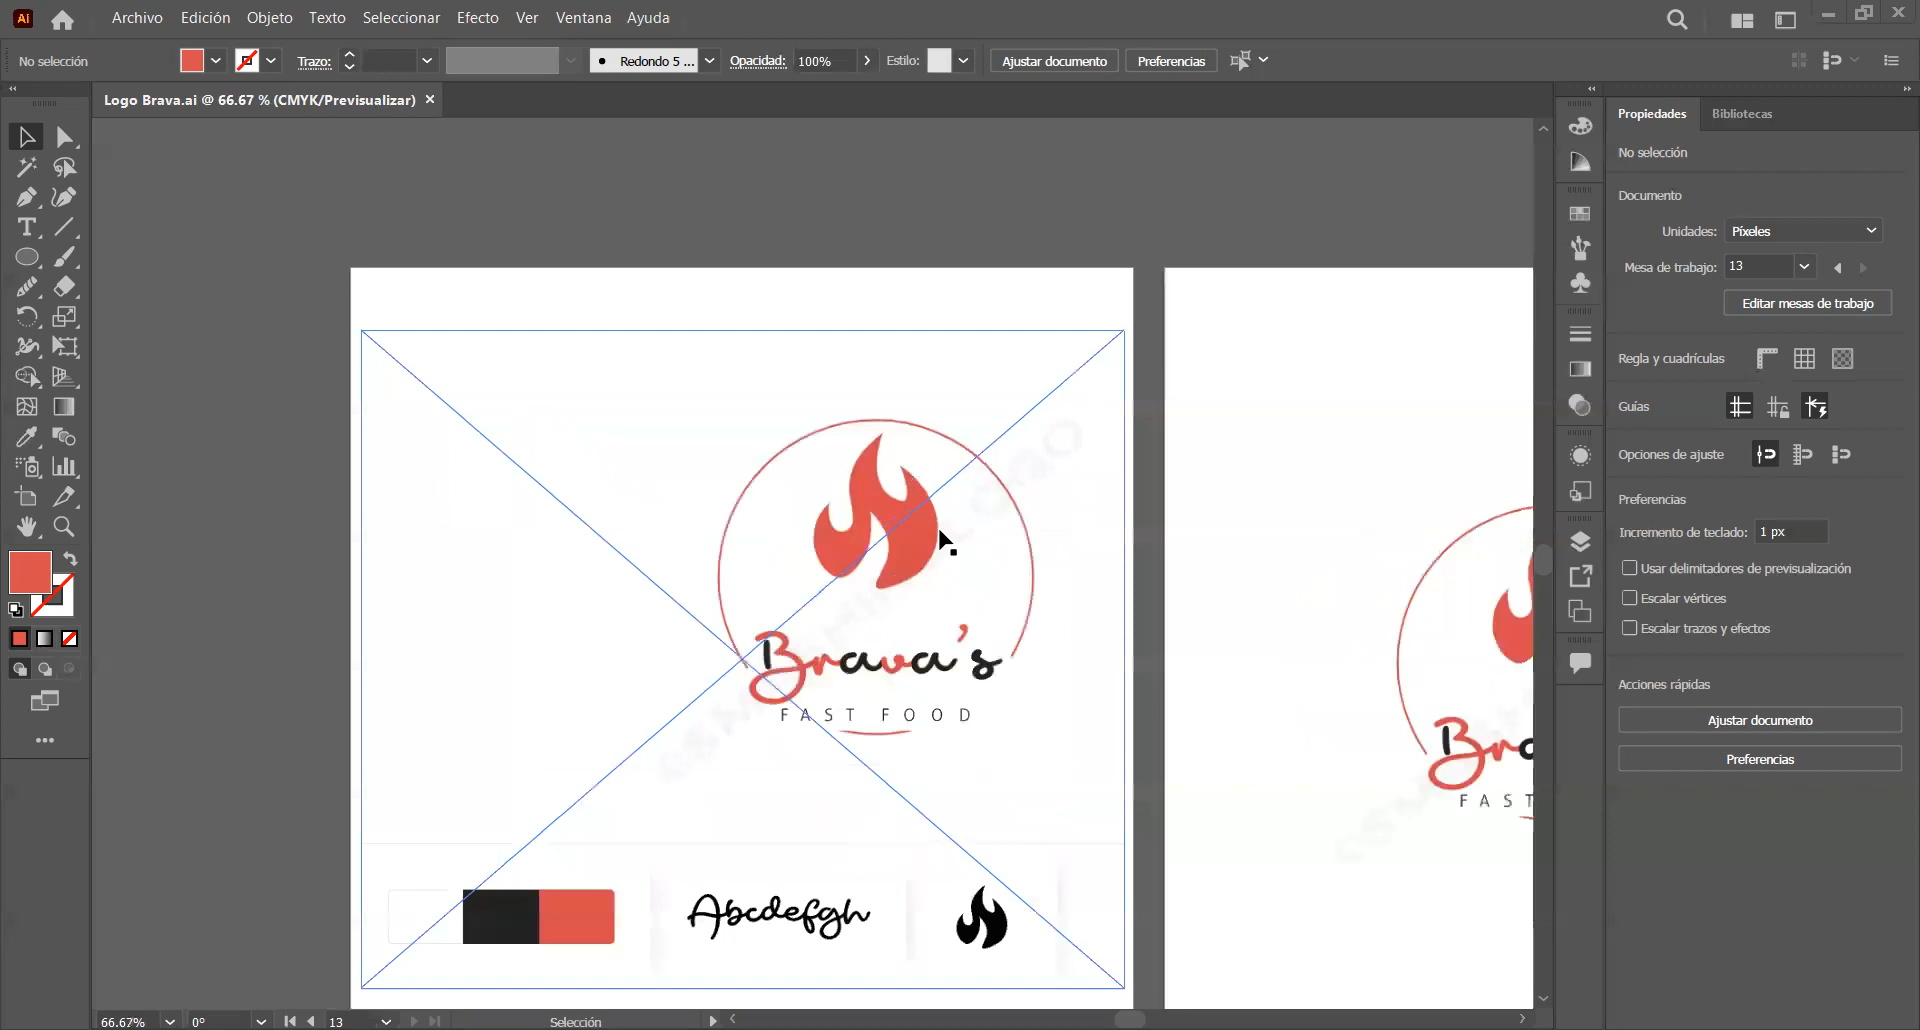 Ai Archivo Edición Objeto Texto Seleccionar Efecto Ver Ventana Ayuda
No selección Trazo: Redondo 5 ... Opacidad: 100% Estilo: Ajustar documento Preferencias
Logo Brava.ai @ 66.67 % (CMYK/Previsualizar)
Propiedades Bibliotecas
No selección
Documento
Unidades: Píxeles
Mesa de trabajo: 13
Editar mesas de trabajo
Regla y cuadrículas
Guías
Opciones de ajuste
Preferencias
Incremento de teclado: 1 px
Usar delimitadores de previsualización
Escalar vértices
Escalar trazos y efectos
Acciones rápidas
Ajustar documento
Preferencias
Brava's
FAST FOOD
Abcdefgh
Bra
FAST
66.67% 0° 13 Selección